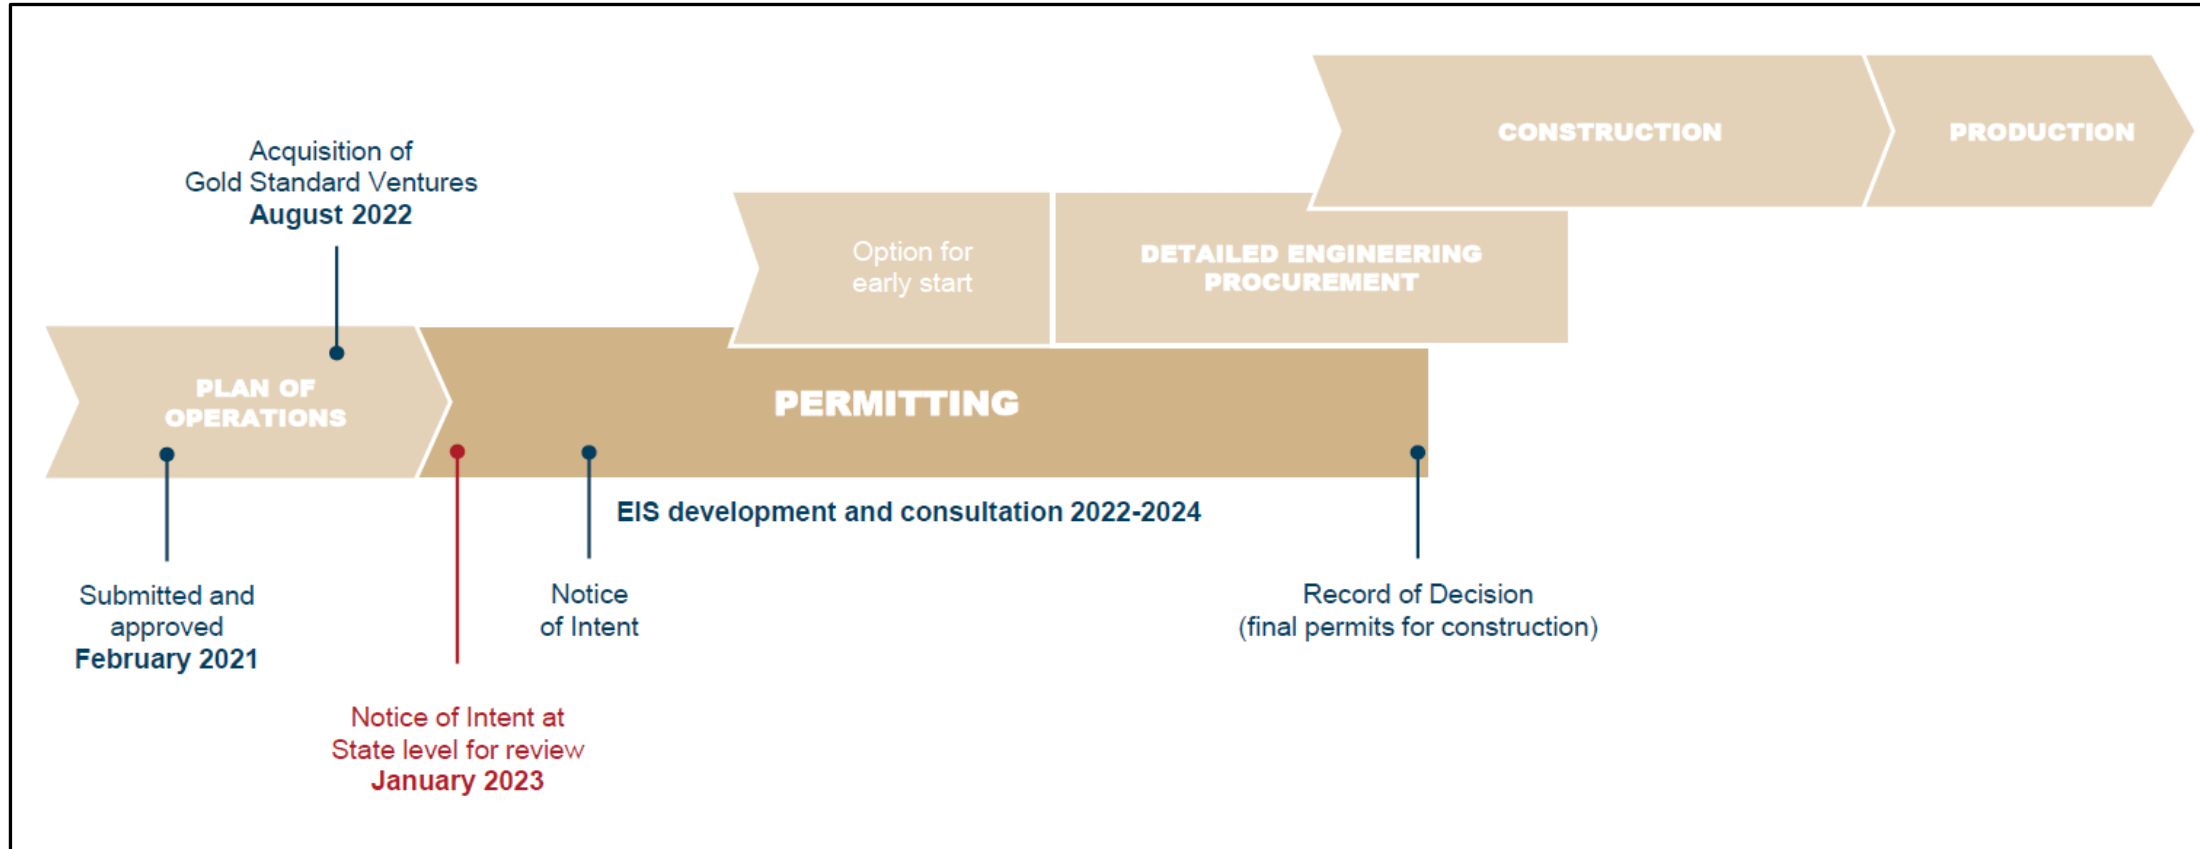 CONSTRUCTION
PRODUCTION
Acquisition of
Gold Standard Ventures
August 2022
Option for
early start
DETAILED ENGINEERING
PROCUREMENT
PLAN OF
OPERATIONS
PERMITTING
EIS development and consultation 2022-2024
Submitted and
approved
February 2021
Notice
of Intent
Record of Decision
(final permits for construction)
Notice of Intent at
State level for review
January 2023